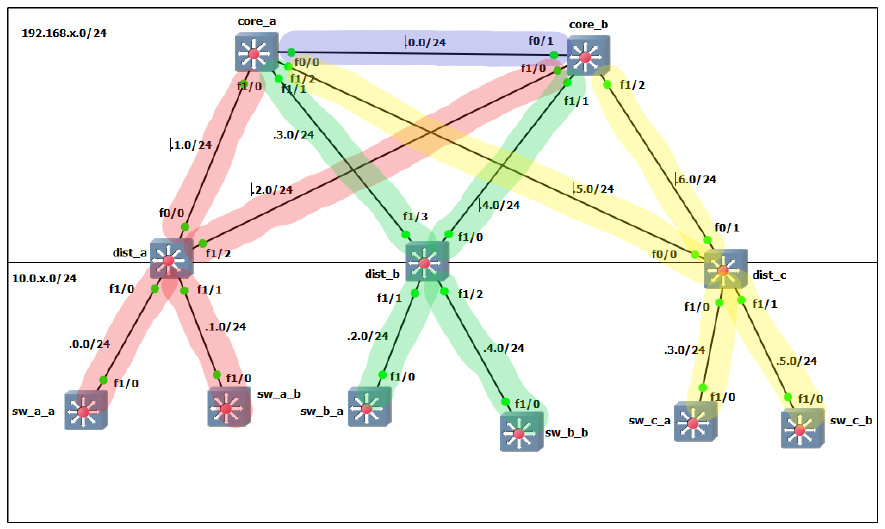 core_a
core_b
192.168.x.0/24
.0.0/24
f0/1
f0/0
f1/2
f1/0
f1/1
f1/0
f1/2
f1/1
.3.0/24
.1.0/24
.2.0/24
.5.0/24
.6.0/24
.4.0/24
f0/0
f1/3
f1/0
f0/1
f0/0
dist_a
f1/2
dist_b
dist_c
10.0.x.0/24
f1/0
f1/1
f1/1
f1/2
f1/0
f1/1
.0.0/24
.1.0/24
.2.0/24
.4.0/24
.3.0/24
.5.0/24
f1/0
f1/0
f1/0
f1/0
f1/0
f1/0
sw_a_a
sw_a_b
sw_b_a
sw_b_b
sw_c_a
sw_c_b